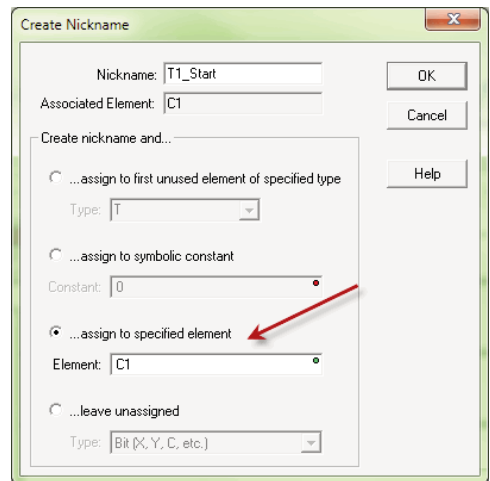 Create Nickname
Nickname: T1_Start
OK
Associated Element: C1
Cancel
Create nickname and...
...assign to first unused element of specified type
Help
Type: T
...assign to symbolic constant
Constant: 0
...assign to specified element
Element: C1
...leave unassigned
Type: Bit (X, Y, C, etc.)